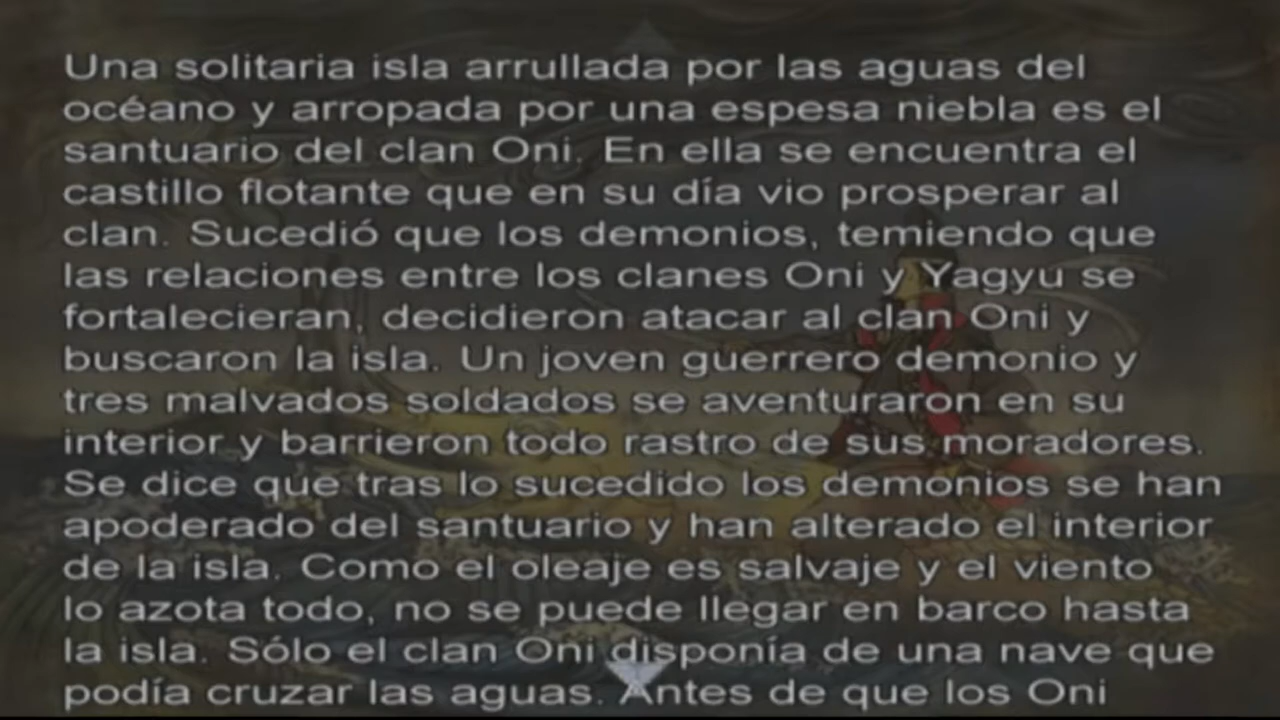 Una solitaria isla arrullada por las aguas del
océano y arropada por una espesa niebla es el
santuario del clan Oni. En ella se encuentra el
castillo flotante que en su día vio prosperar al
clan. Sucedió que los demonios, temiendo que
las relaciones entre los clanes Oni y Yagyu se
fortalecieran, decidieron atacar al clan Oni y
buscaron la isla. Un joven guerrero demonio y
tres malvados soldados se aventuraron en su
interior y barrieron todo rastro de sus moradores.
Se dice que tras lo sucedido los demonios se han
apoderado del santuario y han alterado el interior
de la isla. Como el oleaje es salvaje y el viento
lo azota todo, no se puede llegar en barco hasta
la isla. Sólo el clan Oni disponía de una nave que
podía cruzar las aguas. Antes de que los Oni